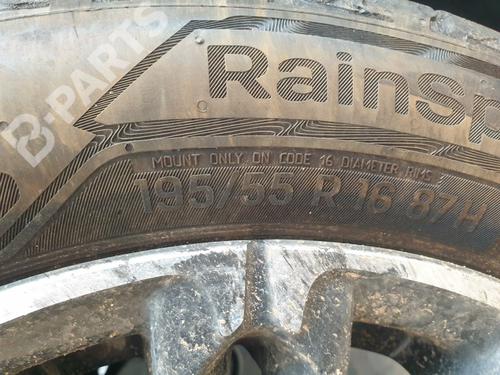 B-PARTS
RainSp
MOUNT ONLY ON CODE 16 DIAMETER RIMS
195/55 R 16 87H